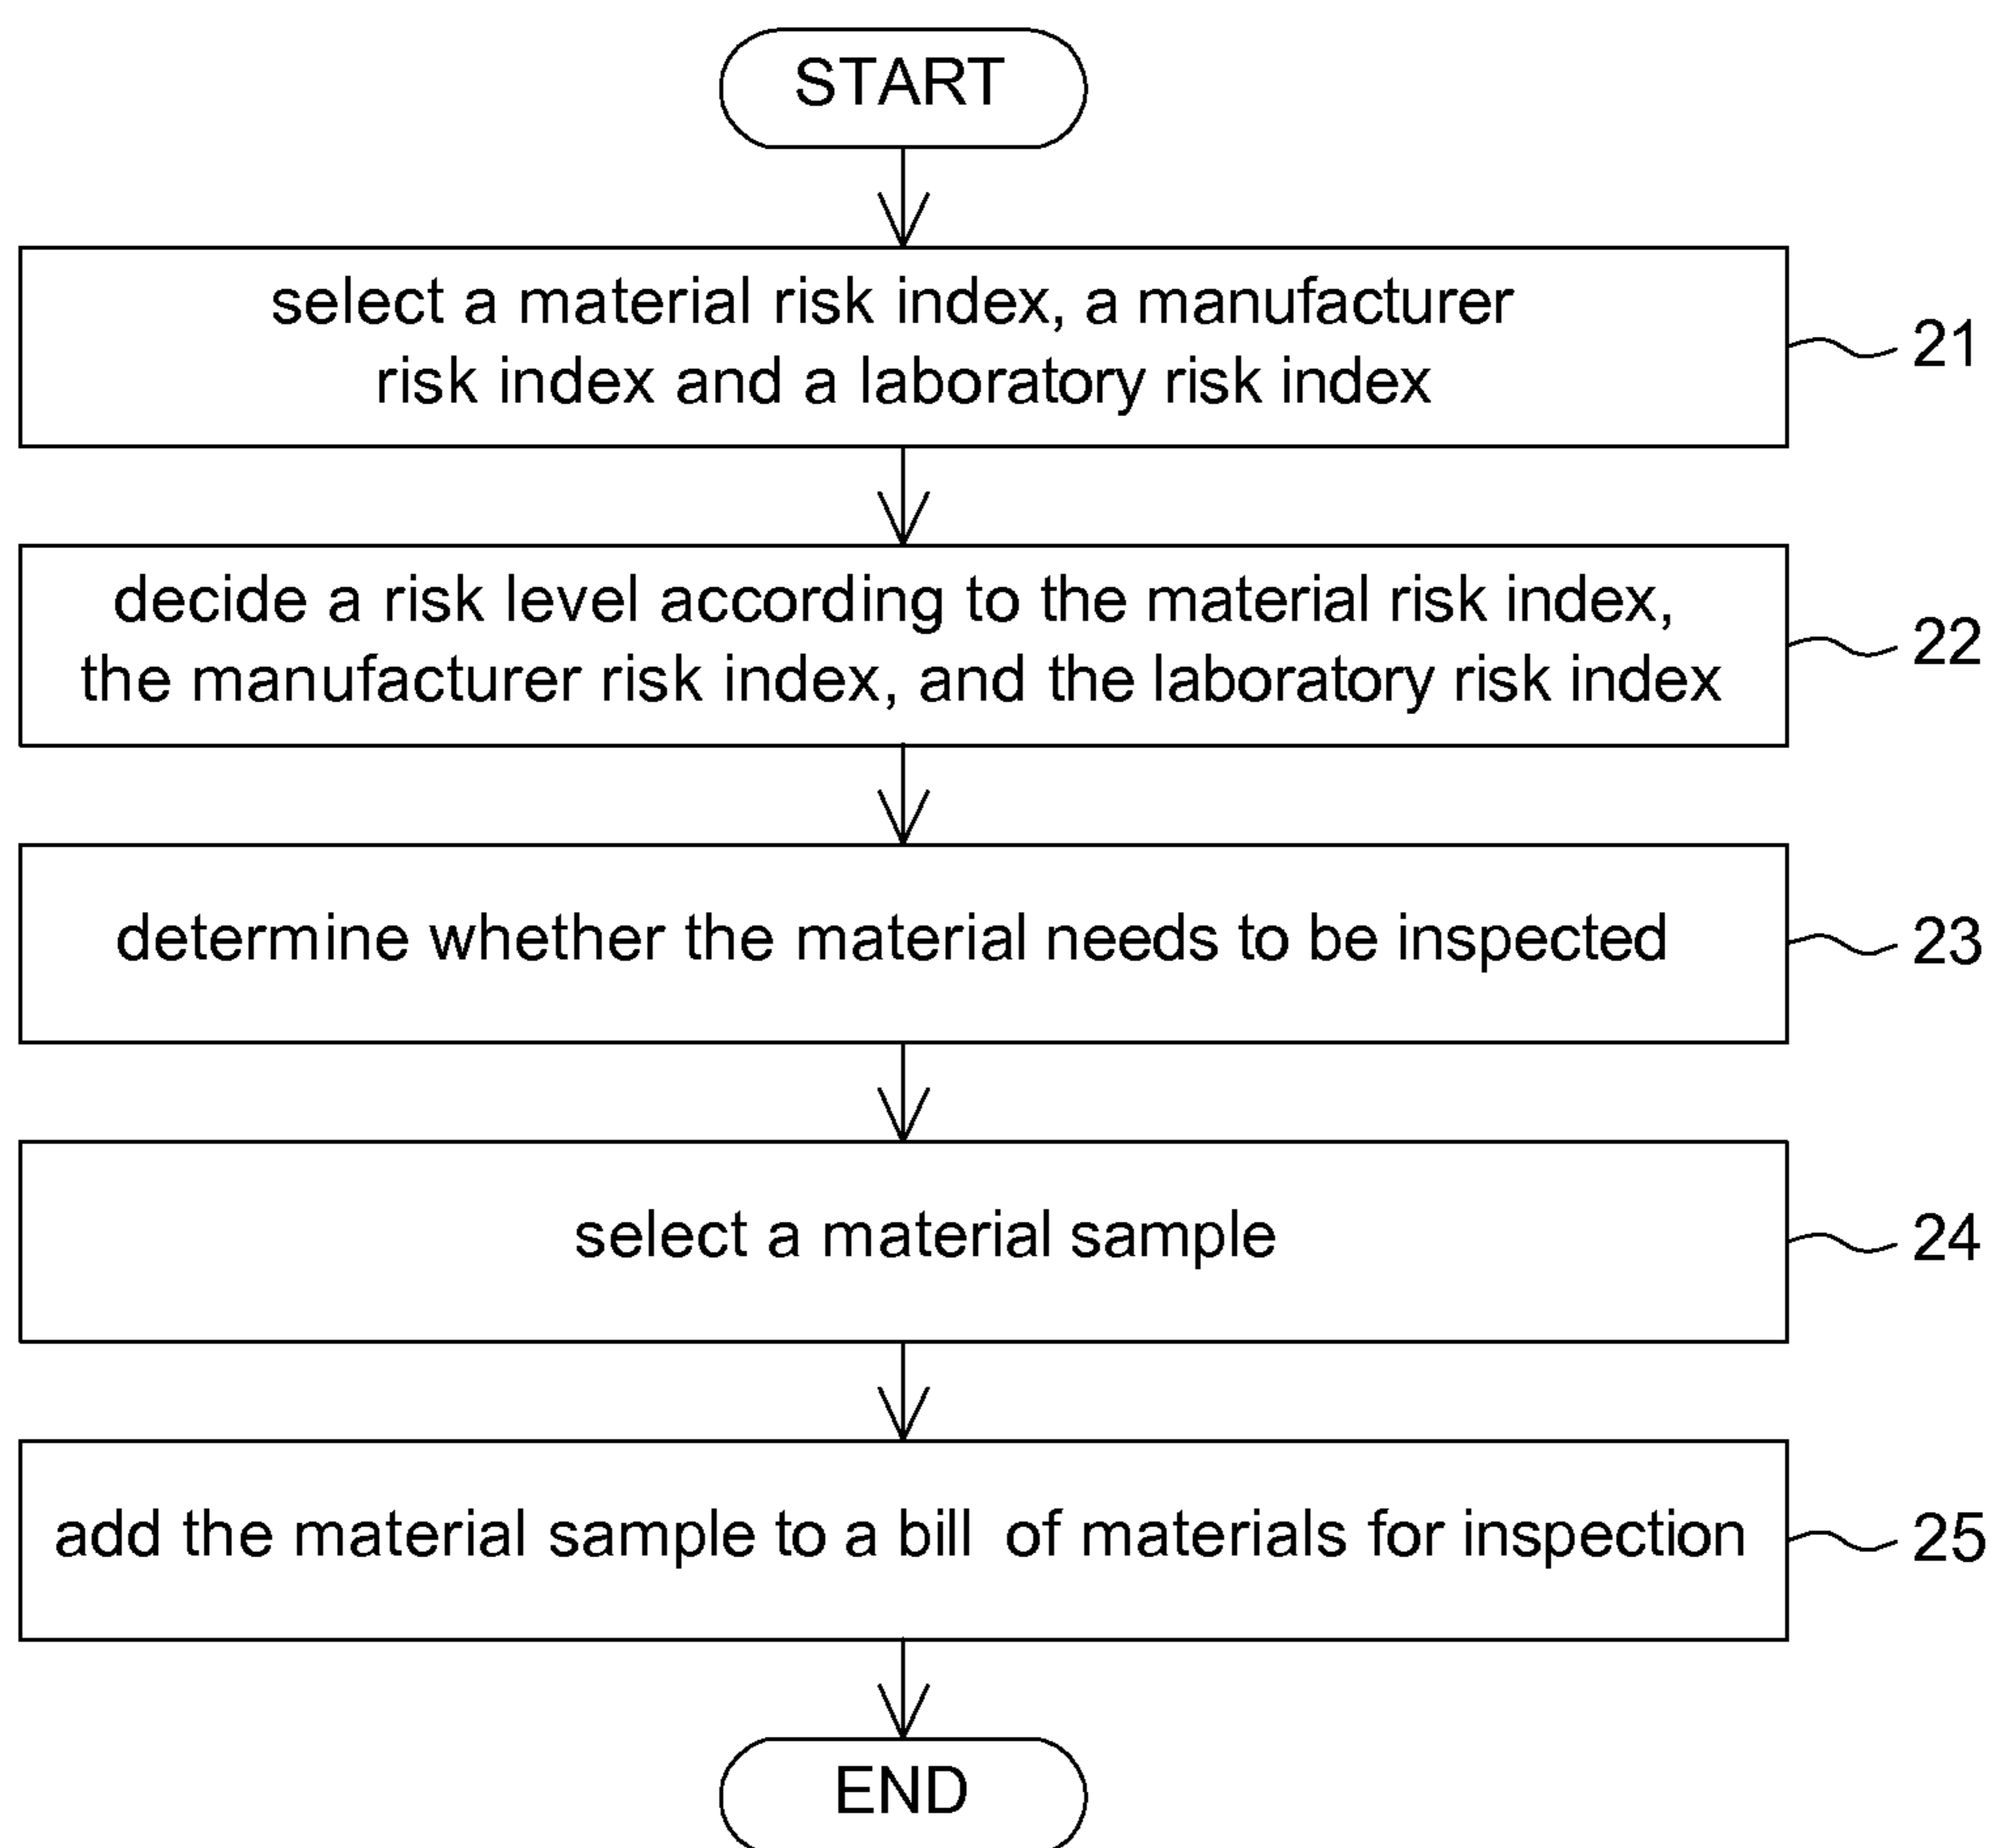 START
select a material risk index, a manufacturer
risk index and a laboratory risk index
21
decide a risk level according to the material risk index,
the manufacturer risk index, and the laboratory risk index
22
determine whether the material needs to be inspected
23
select a material sample
24
add the material sample to a bill of materials for inspection
25
END